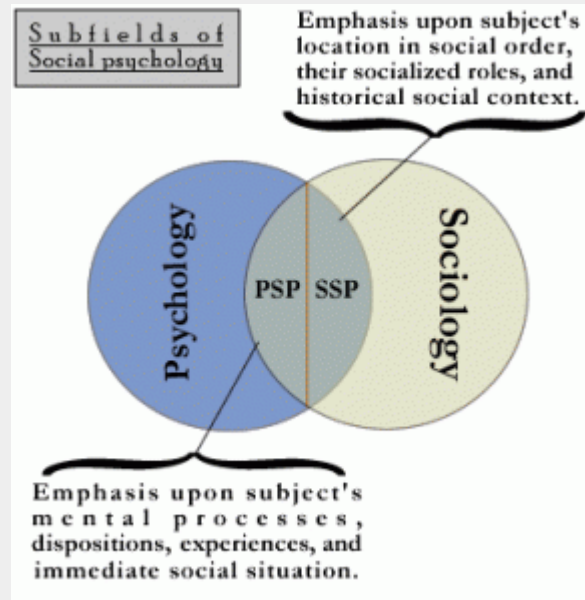 Subfields of
Social psychology
Emphasis upon subject's
location in social order,
their socialized roles, and
historical social context.
Psychology
PSP
SSP
Sociology
Emphasis upon subject's
mental processes,
dispositions, experiences, and
immediate social situation.